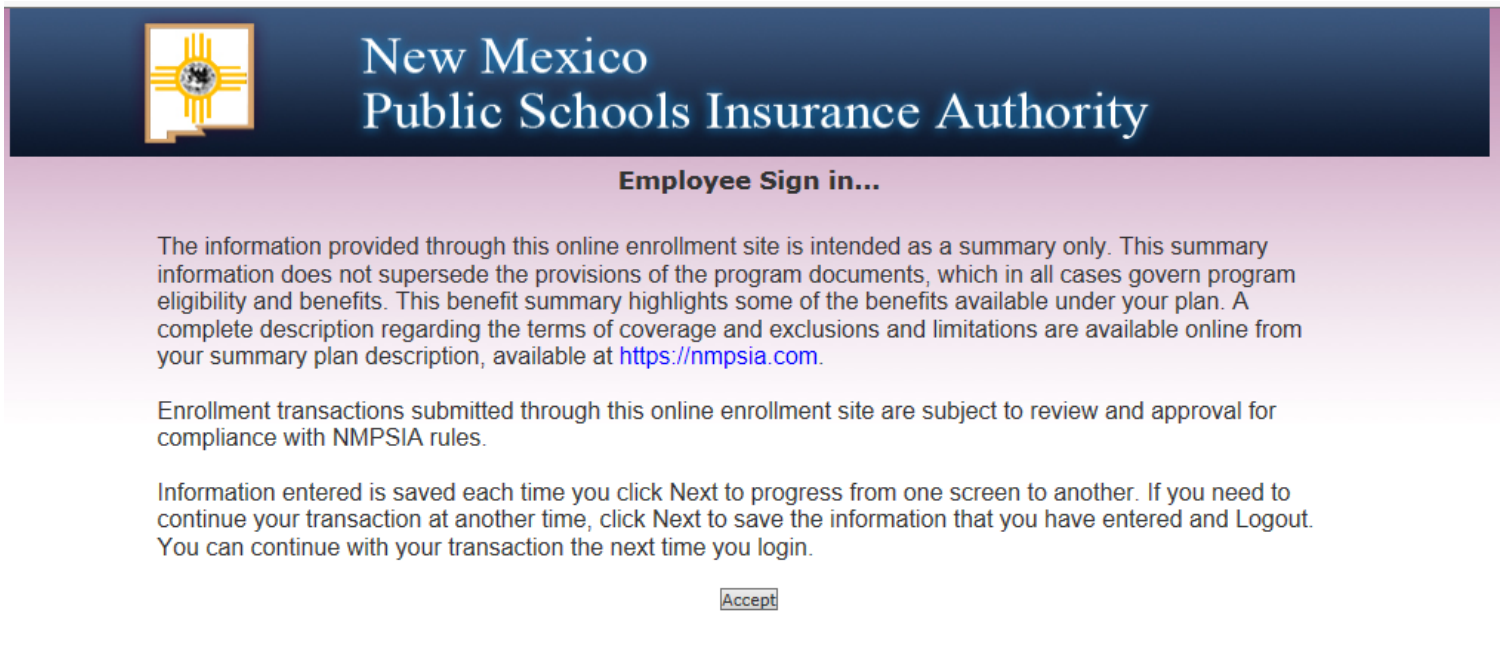 New Mexico
Public Schools Insurance Authority
Employee Sign in...
The information provided through this online enrollment site is intended as a summary only. This summary
information does not supersede the provisions of the program documents, which in all cases govern program
eligibility and benefits. This benefit summary highlights some of the benefits available under your plan. A
complete description regarding the terms of coverage and exclusions and limitations are available online from
your summary plan description, available at https://nmpsia.com.
Enrollment transactions submitted through this online enrollment site are subject to review and approval for
compliance with NMPSIA rules.
Information entered is saved each time you click Next to progress from one screen to another. If you need to
continue your transaction at another time, click Next to save the information that you have entered and Logout.
You can continue with your transaction the next time you login.
Accept